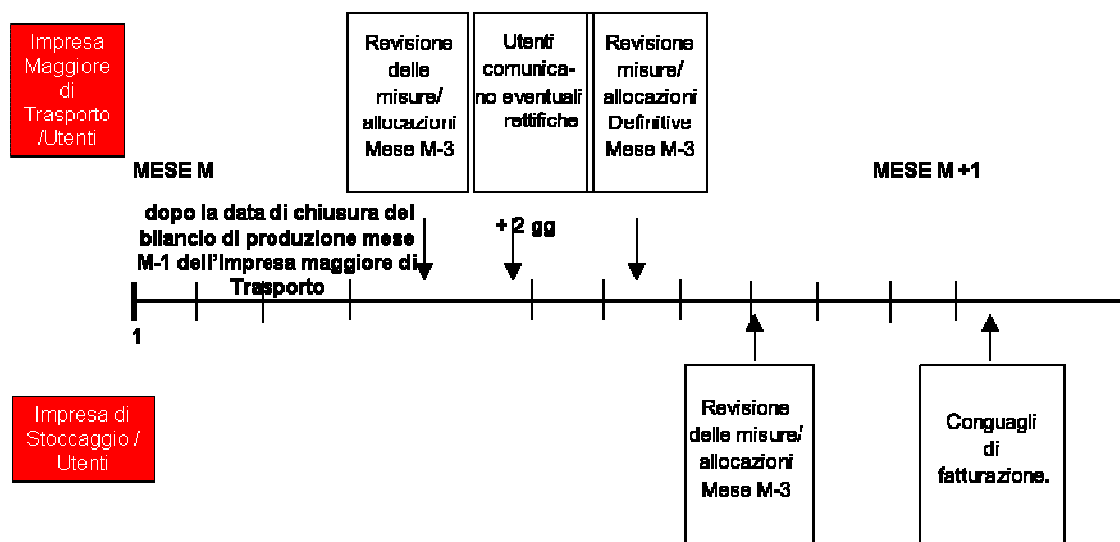 Impresa
Maggiore
di
Trasporto
/Utenti
Revisione
delle
misure/
allocazioni
Mese M-3
Utenti
comunica-
no eventuali
rettifiche
Revisione
misure/
allocazioni
Definitive
Mese M-3
MESE M
MESE M +1
dopo la data di chiusura del
bilancio di produzione mese
M-1 dell'Impresa maggiore di
Trasporto
+ 2 gg
1
Impresa di
Stoccaggio /
Utenti
Revisione
delle misure/
allocazioni
Mese M-3
Conguagli
di
fatturazione.